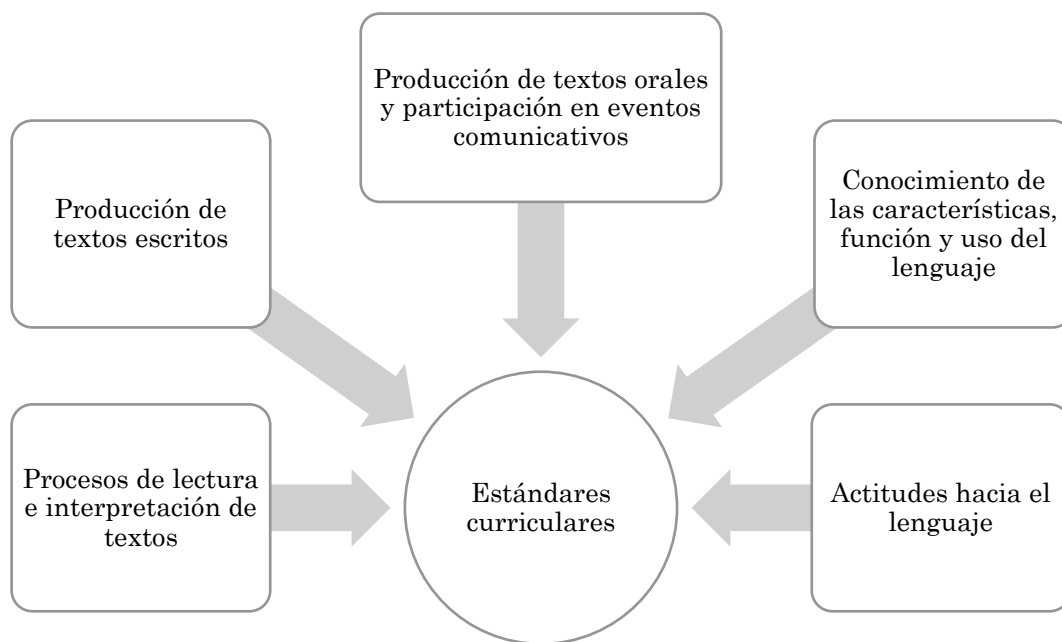 Producción de textos orales
y participación en eventos
comunicativos
Producción de
textos escritos
Conocimiento de
las características,
función y uso del
lenguaje
Procesos de lectura
e interpretación de
textos
Estándares
curriculares
Actitudes hacia el
lenguaje